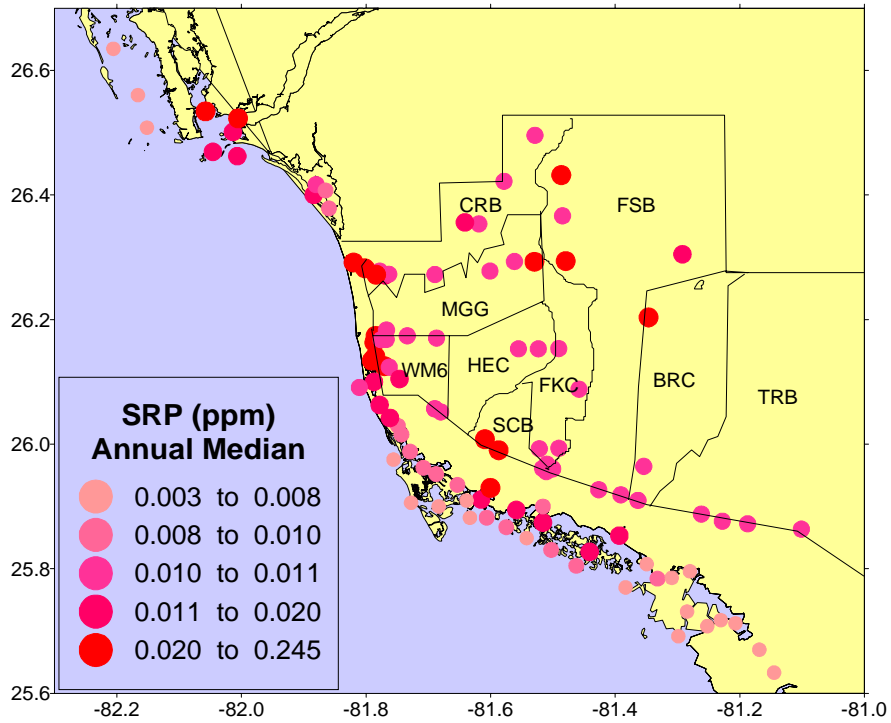 26.6
26.4
26.2
26.0
25.8
25.6
CRB
FSB
MGG
WM6
HEC
FKC
BRC
TRB
SCB
SRP (ppm)
Annual Median
0.003 to 0.008
0.008 to 0.010
0.010 to 0.011
0.011 to 0.020
0.020 to 0.245
-82.2 -82.0 -81.8 -81.6 -81.4 -81.2 -81.0